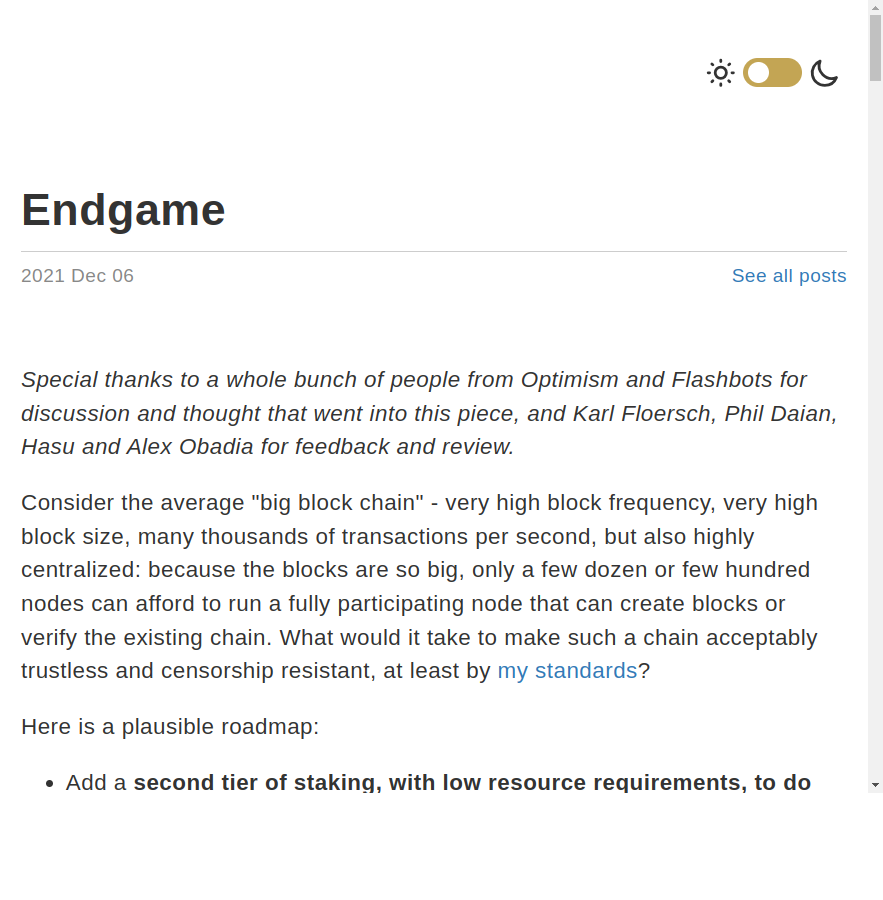 Endgame
2021 Dec 06
See all posts
Special thanks to a whole bunch of people from Optimism and Flashbots for
discussion and thought that went into this piece, and Karl Floersch, Phil Daian,
Hasu and Alex Obadia for feedback and review.
Consider the average "big block chain" - very high block frequency, very high
block size, many thousands of transactions per second, but also highly
centralized: because the blocks are so big, only a few dozen or few hundred
nodes can afford to run a fully participating node that can create blocks or
verify the existing chain. What would it take to make such a chain acceptably
trustless and censorship resistant, at least by my standards?
Here is a plausible roadmap:
• Add a second tier of staking, with low resource requirements, to do